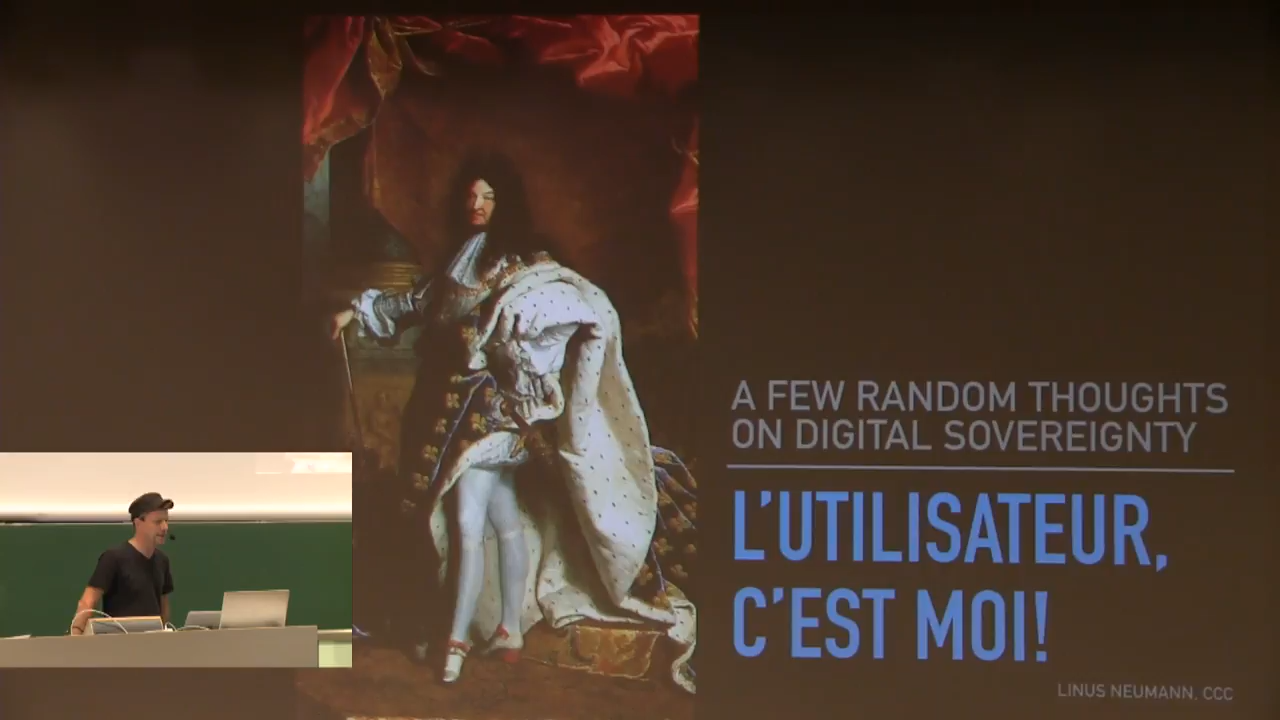 A FEW RANDOM THOUGHTS
ON DIGITAL SOVEREIGNTY
L'UTILISATEUR,
C'EST MOI!
LINUS NEUMANN, CCC